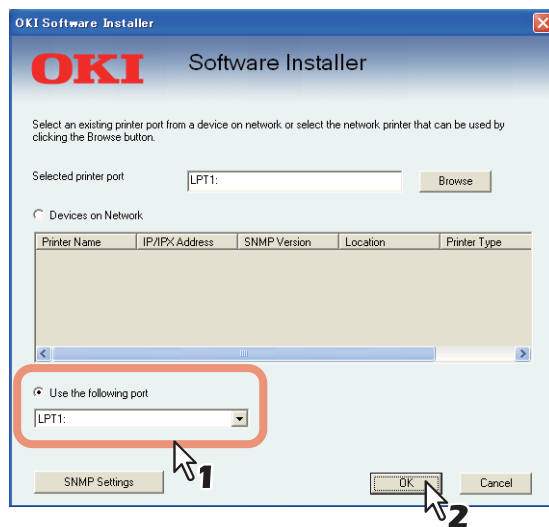 OKI Software Installer
OKI Software Installer
Select an existing printer port from a device on network or select the network printer that can be used by
clicking the Browse button.
Selected printer port LPT1: Browse
Devices on Network
Printer Name IP/IPX Address SNMP Version Location Printer Type
Use the following port
LPT1:
1
SNMP Settings OK Cancel
2